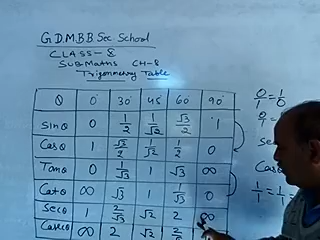 G.D.M.B.B Sec School
CLASS-8
SUB Maths CH-8
Trigonometry Table
θ 0 30° 45 60 90°
Sinθ 0 1/2 1/√2 √3/2 1
Cosθ 1 √3/2 1/√2 1/2 0
Tanθ 0 1/√3 1 √3 ∞
Cotθ ∞ √3 1 1/√3 0
Secθ 1 2/√3 √2 2 ∞
Cosecθ ∞ 2 √2
0/1 = 1/0
1/1 = 1/1